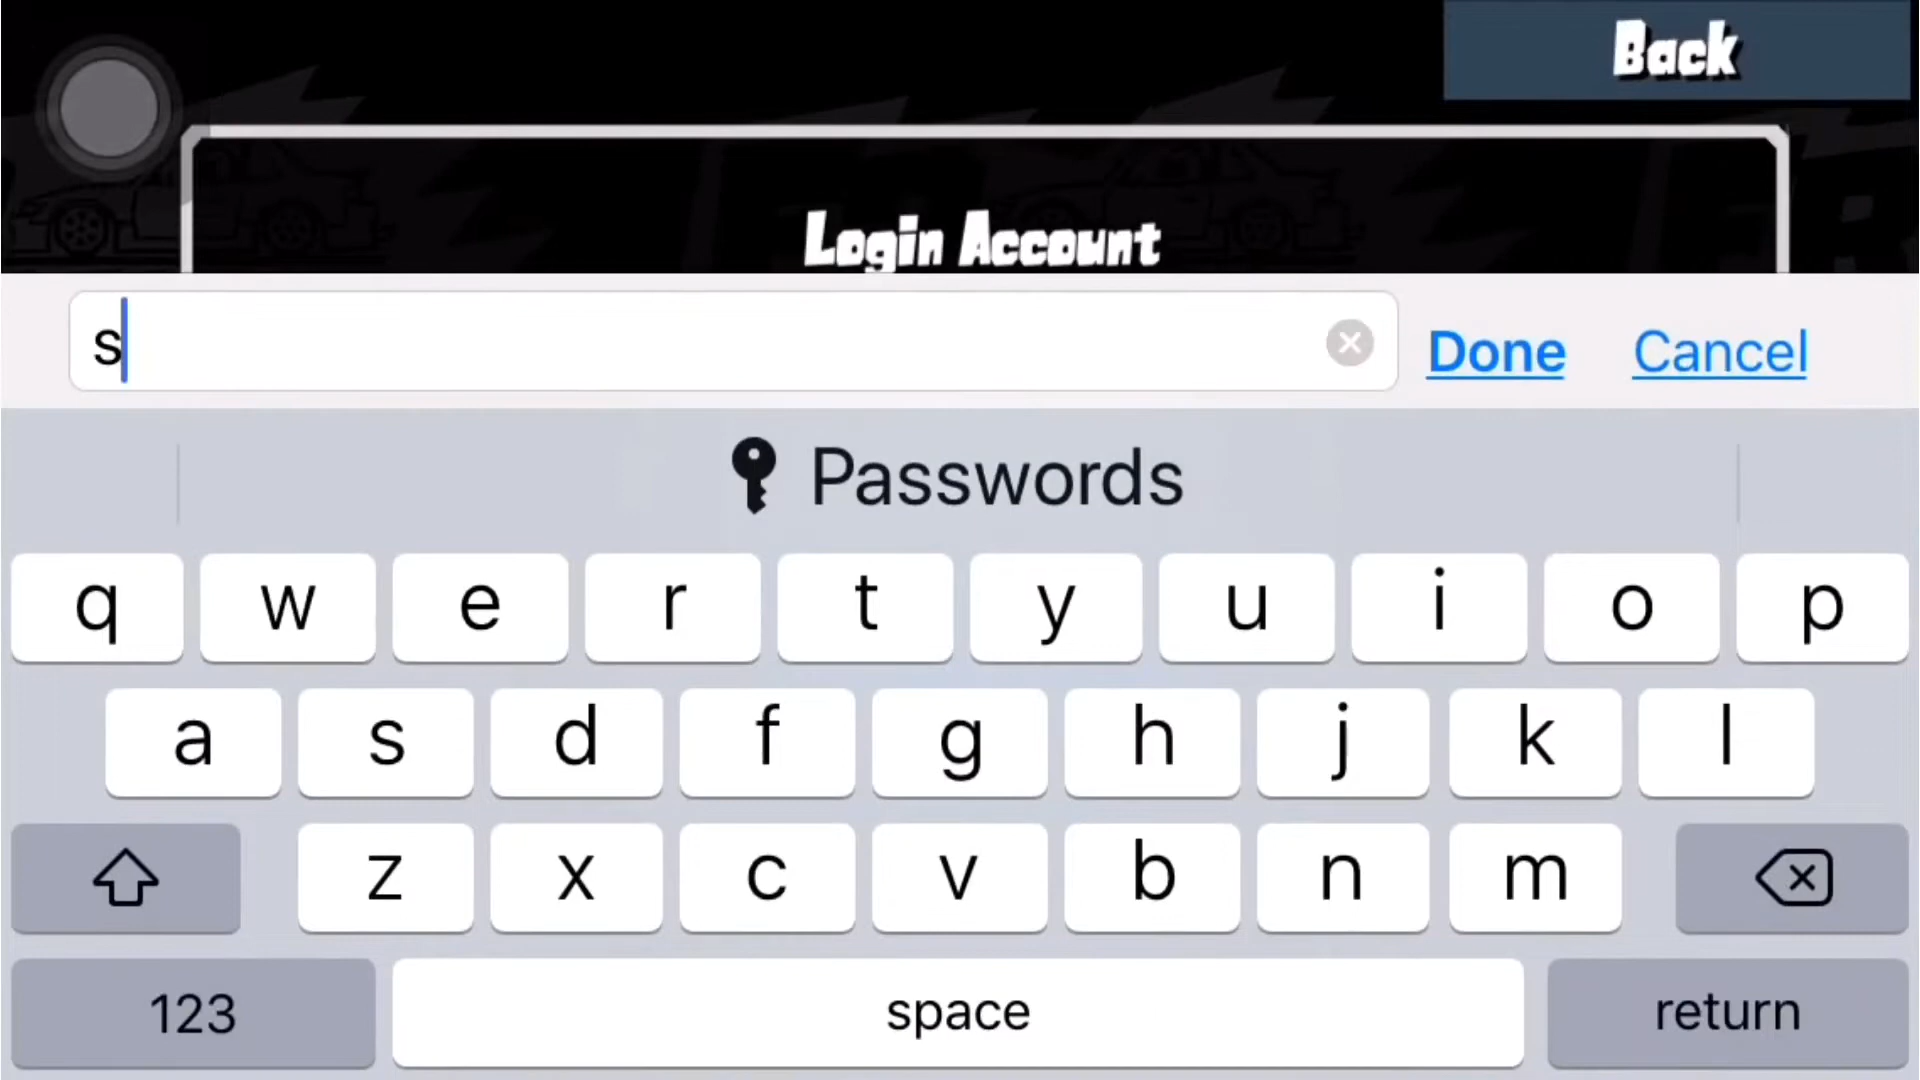 Back
Login Account
s
Done Cancel
Passwords
q w e r t y u i o p
a s d f g h j k l
z x c v b n m
123 space return